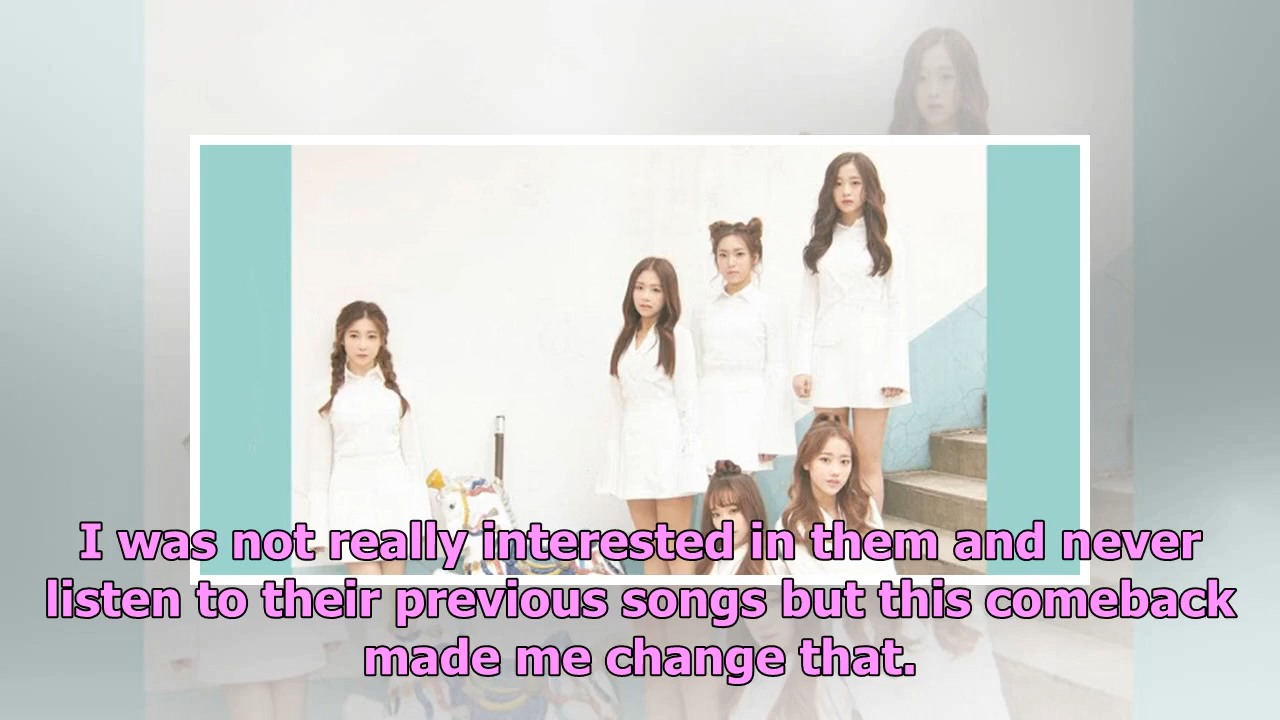 I was not really interested in them and never
listen to their previous songs but this comeback
made me change that.